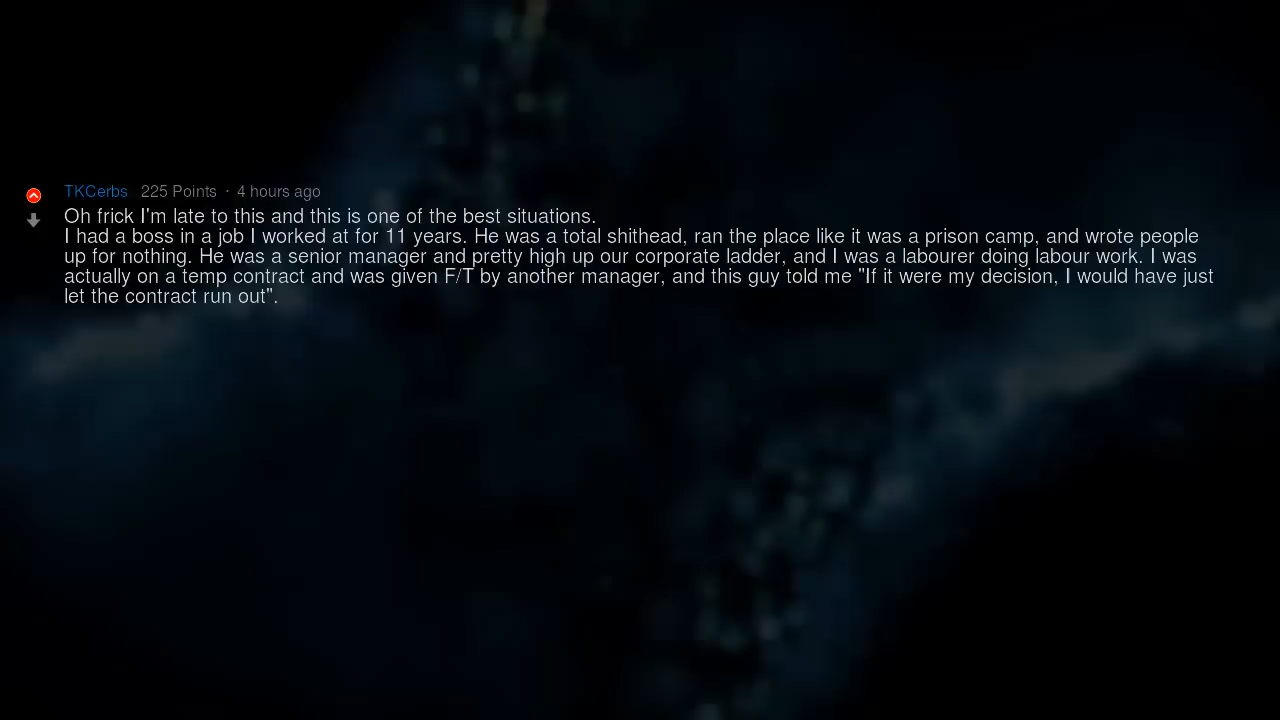 TKCerbs 225 Points · 4 hours ago
Oh frick I'm late to this and this is one of the best situations.
I had a boss in a job I worked at for 11 years. He was a total shithead, ran the place like it was a prison camp, and wrote people
up for nothing. He was a senior manager and pretty high up our corporate ladder, and I was a labourer doing labour work. I was
actually on a temp contract and was given F/T by another manager, and this guy told me "If it were my decision, I would have just
let the contract run out".